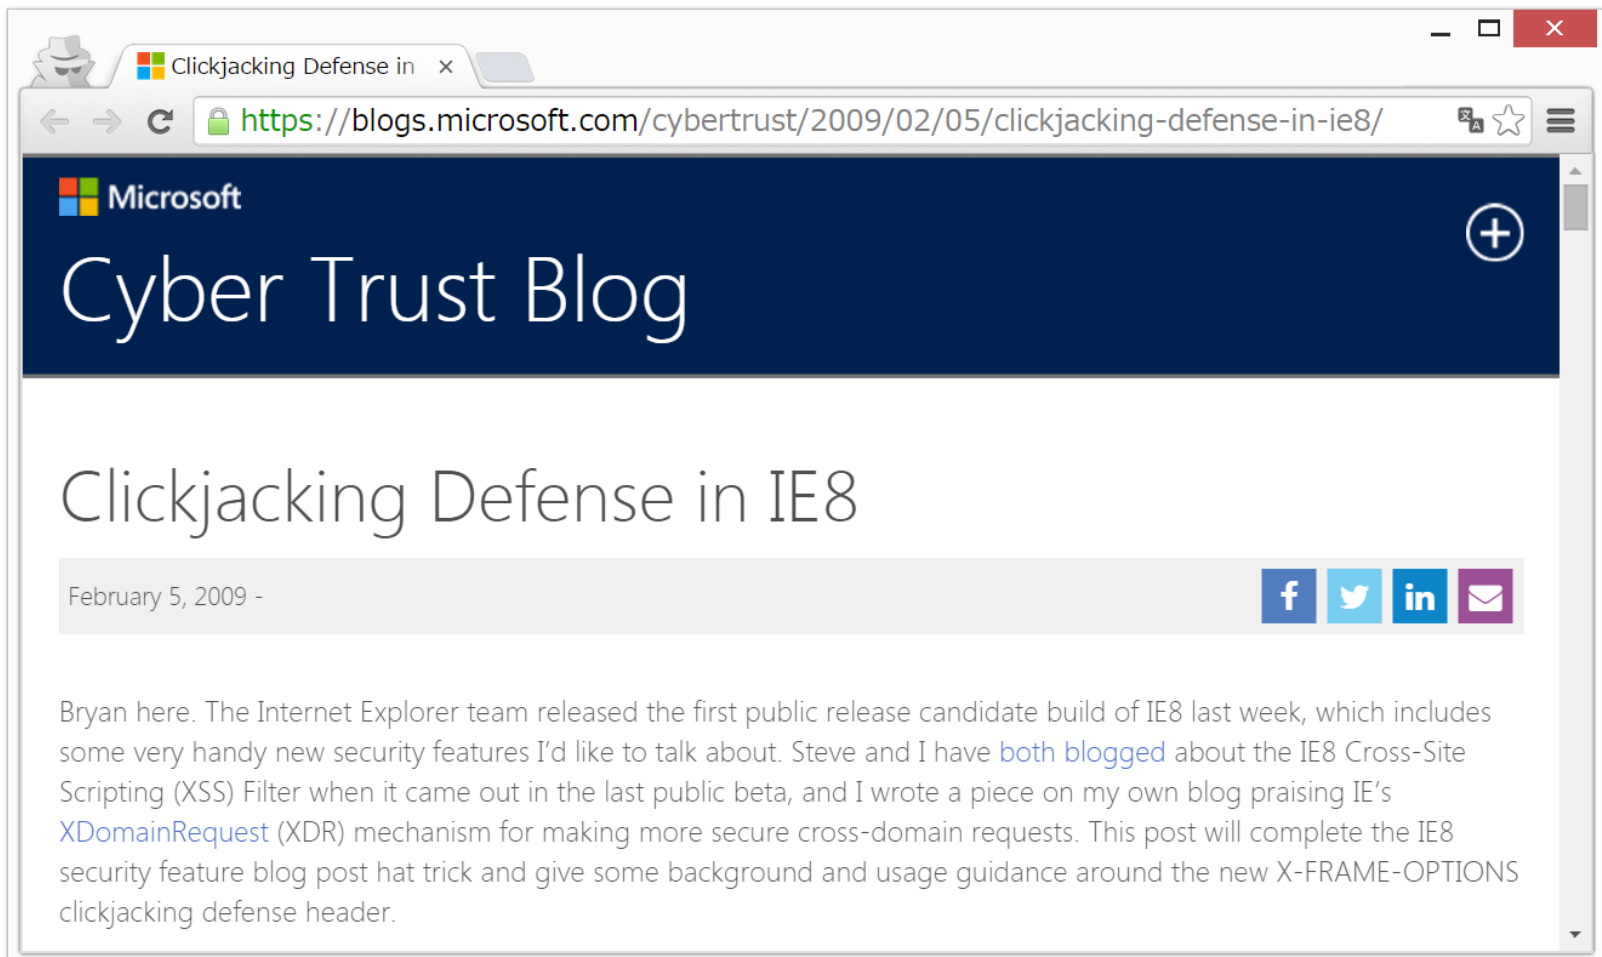 Clickjacking Defense in
https://blogs.microsoft.com/cybertrust/2009/02/05/clickjacking-defense-in-ie8/
Microsoft
Cyber Trust Blog
Clickjacking Defense in IE8
February 5, 2009 -
Bryan here. The Internet Explorer team released the first public release candidate build of IE8 last week, which includes
some very handy new security features I’d like to talk about. Steve and I have both blogged about the IE8 Cross-Site
Scripting (XSS) Filter when it came out in the last public beta, and I wrote a piece on my own blog praising IE’s
XDomainRequest (XDR) mechanism for making more secure cross-domain requests. This post will complete the IE8
security feature blog post hat trick and give some background and usage guidance around the new X-FRAME-OPTIONS
clickjacking defense header.